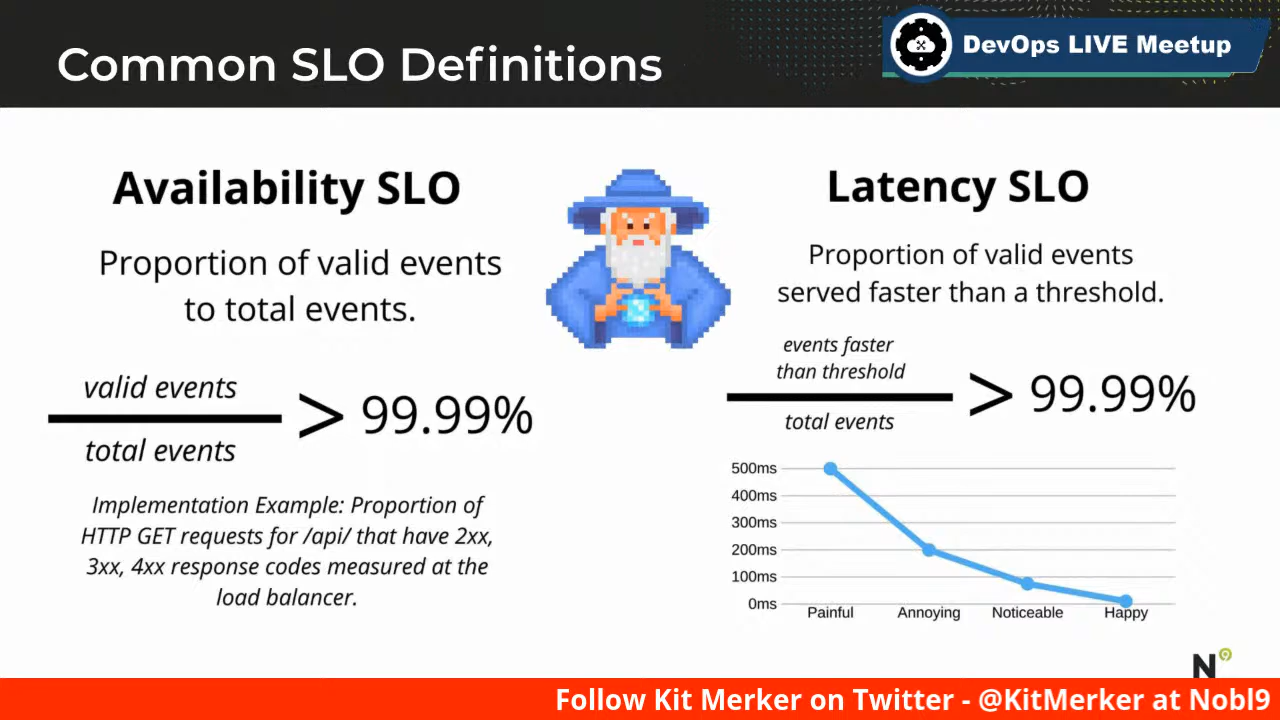 Common SLO Definitions
DevOps LIVE Meetup
Availability SLO
Proportion of valid events
to total events.
valid events
total events
> 99.99%
Implementation Example: Proportion of
HTTP GET requests for /api/ that have 2xx,
3xx, 4xx response codes measured at the
load balancer.
Latency SLO
Proportion of valid events
served faster than a threshold.
events faster
than threshold
total events
> 99.99%
500ms
400ms
300ms
200ms
100ms
0ms
Painful Annoying Noticeable Happy
N9
Follow Kit Merker on Twitter - @KitMerker at Nobl9